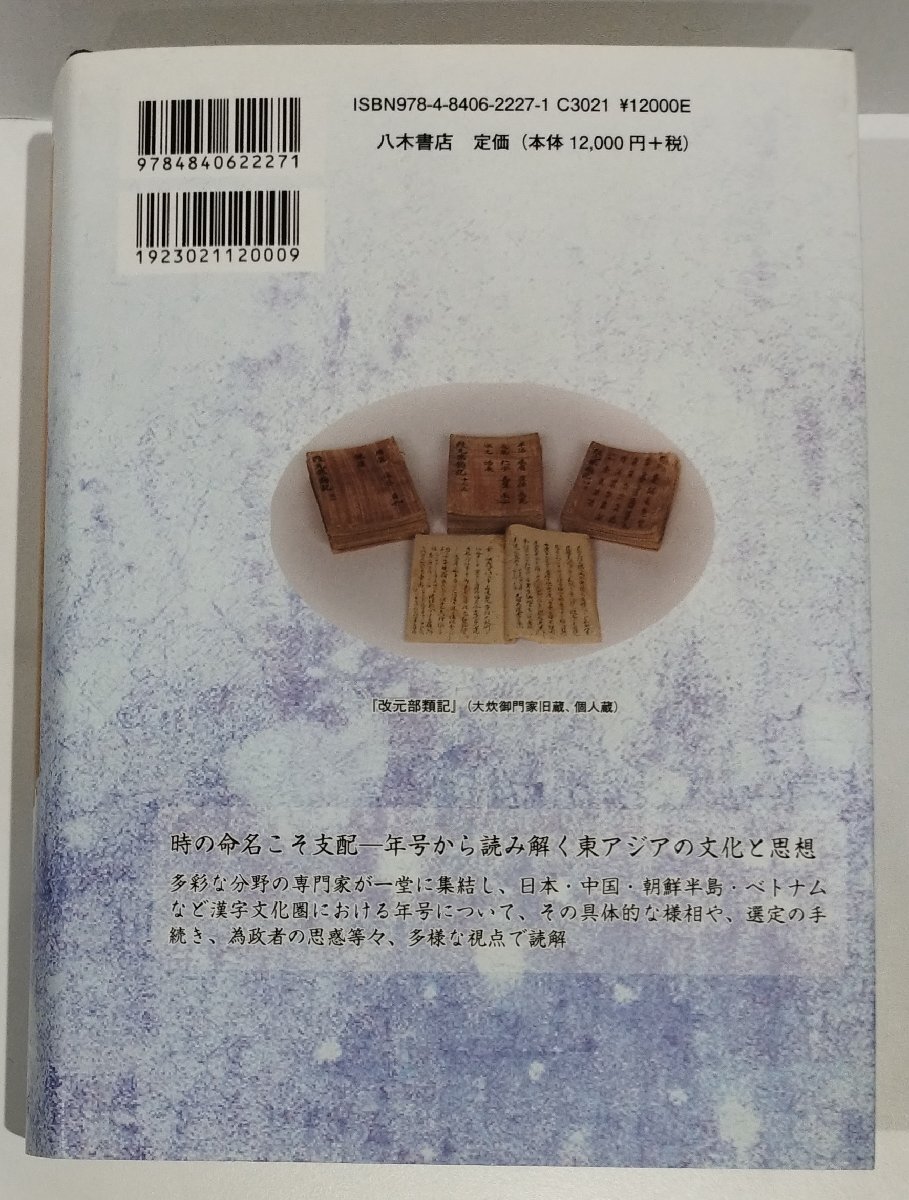 ISBN978-4-8406-2227-1 C3021 ¥12000E
八木書店 定価（本体 12,000 円＋税）
9784840622271
1923021120009
『改元部類記』（大炊御門家旧蔵、個人蔵）
時の命名こそ支配―年号から読み解く東アジアの文化と思想
多彩な分野の専門家が一堂に集結し、日本・中国・朝鮮半島・ベトナム
など漢字文化圏における年号について、その具体的な様相や、選定の手
続き、為政者の思惑等々、多様な視点で読解